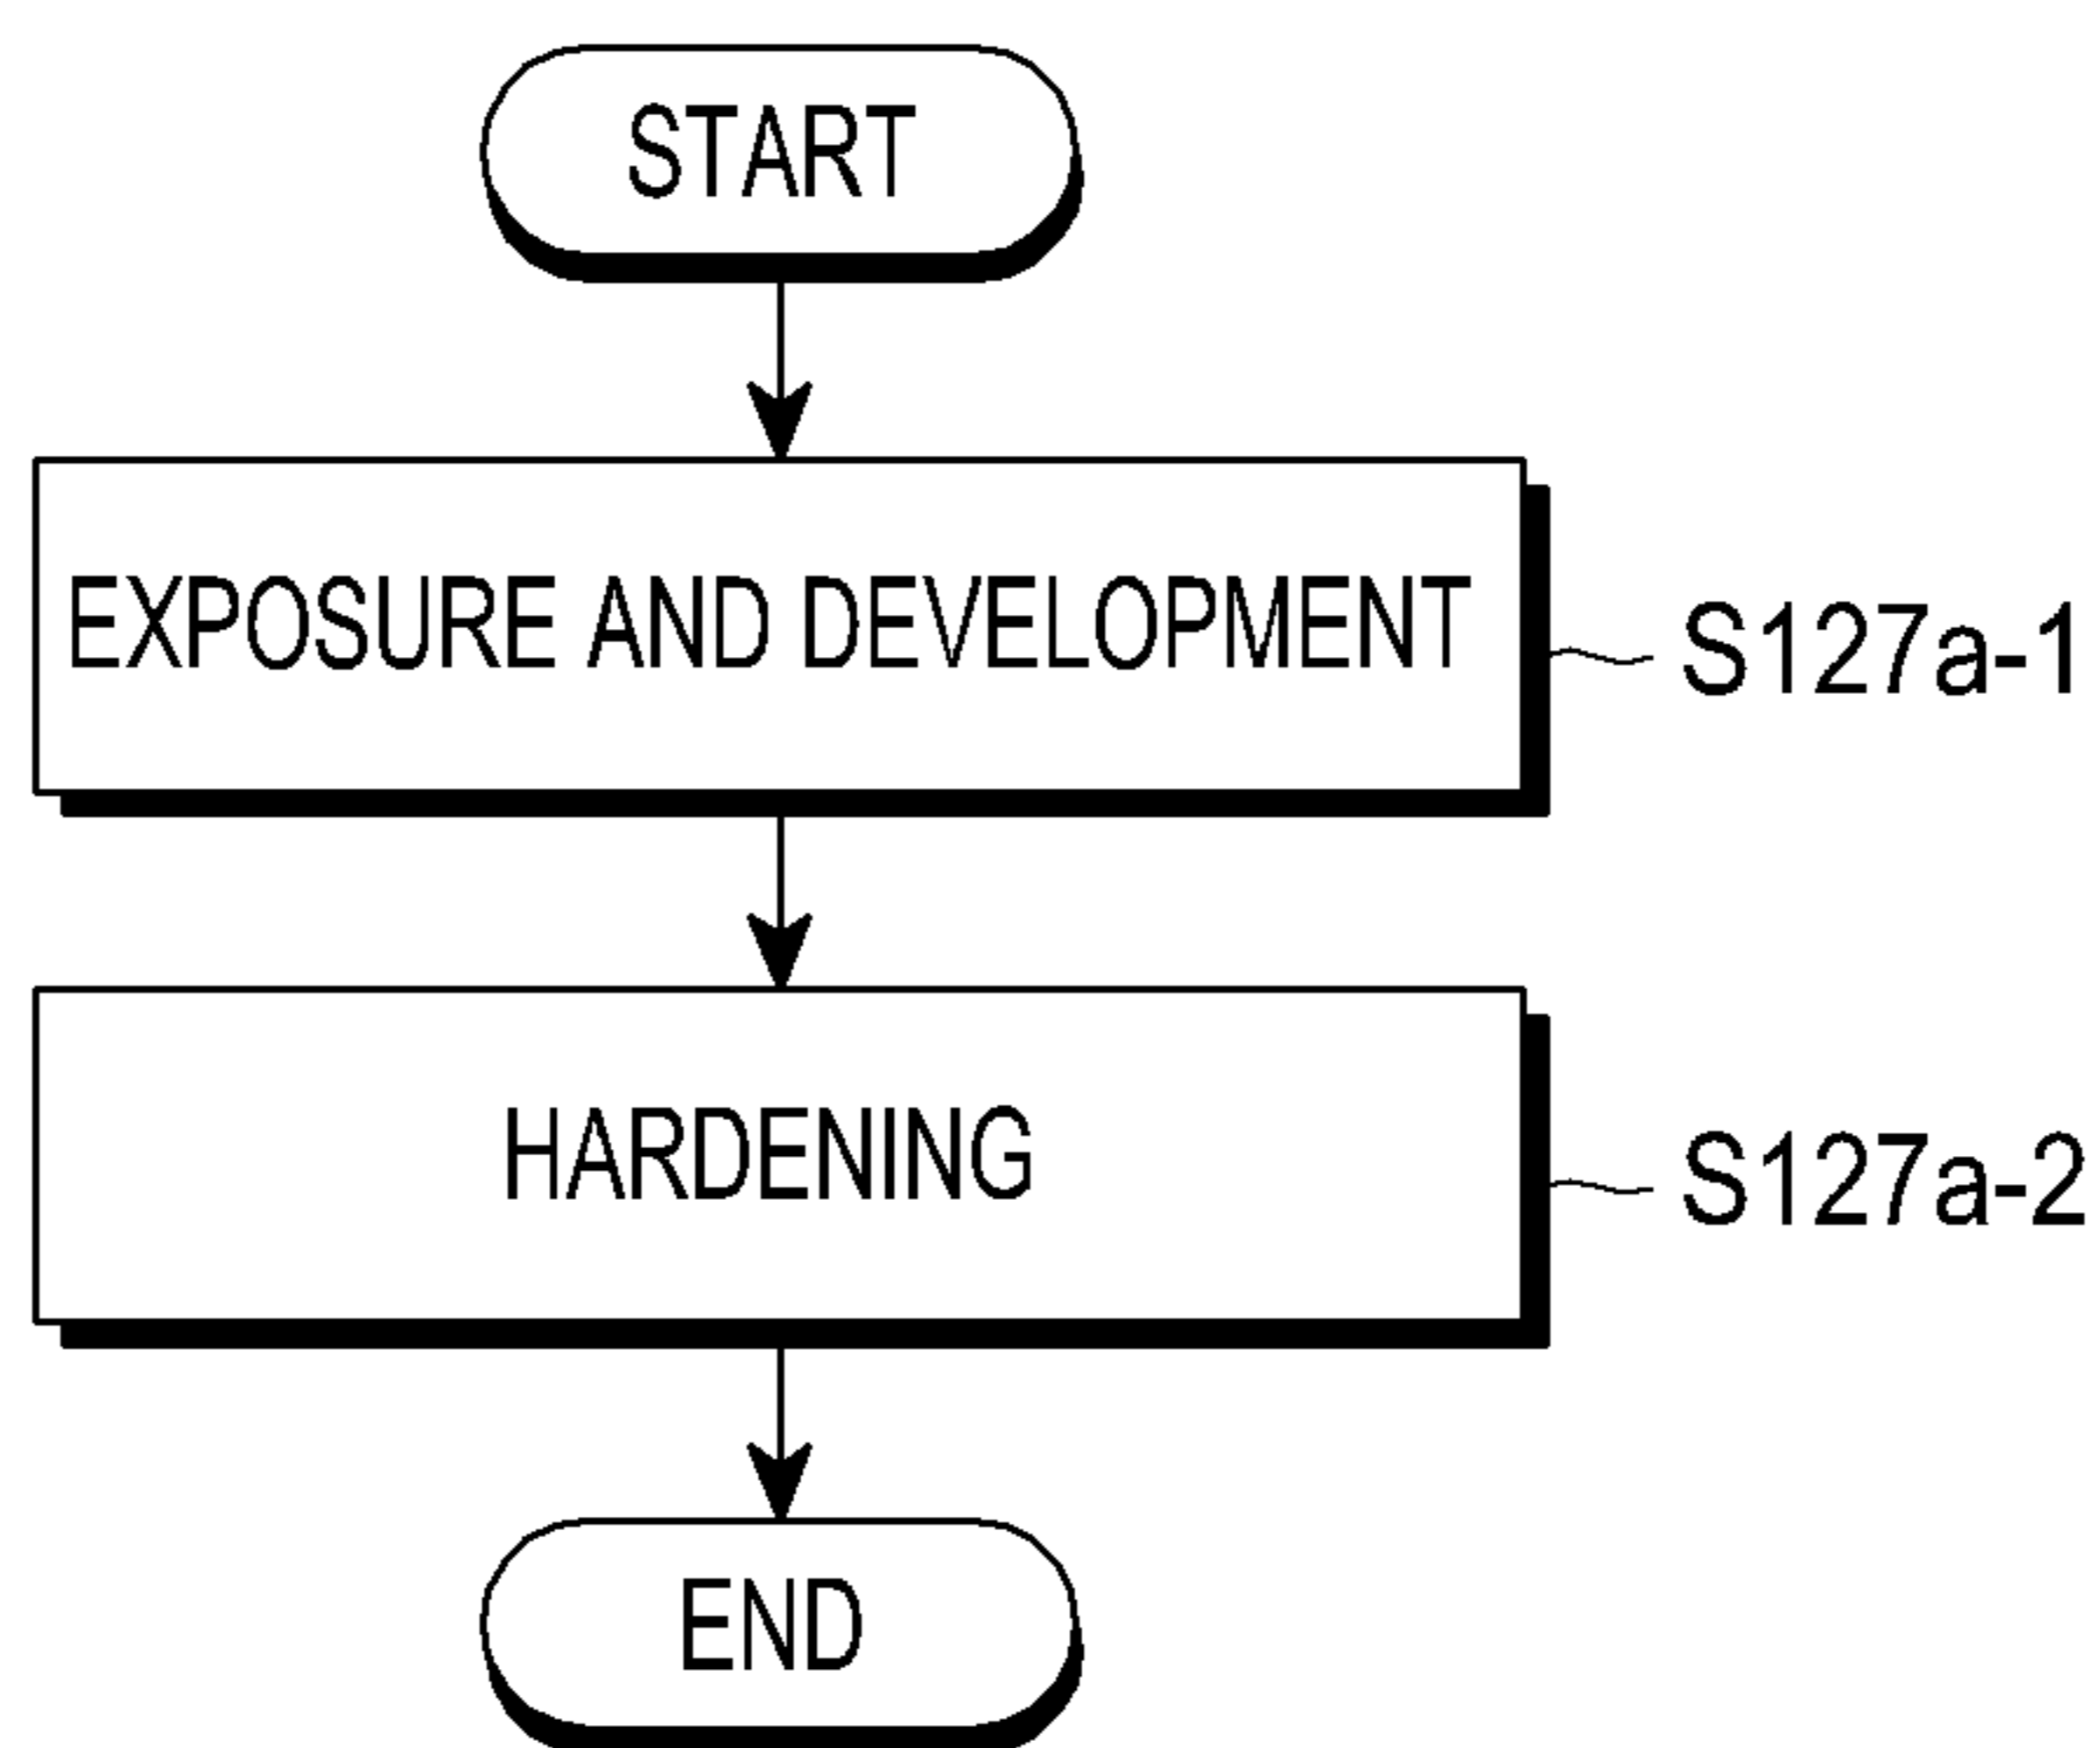 START
EXPOSURE AND DEVELOPMENT
S127a-1
HARDENING
S127a-2
END